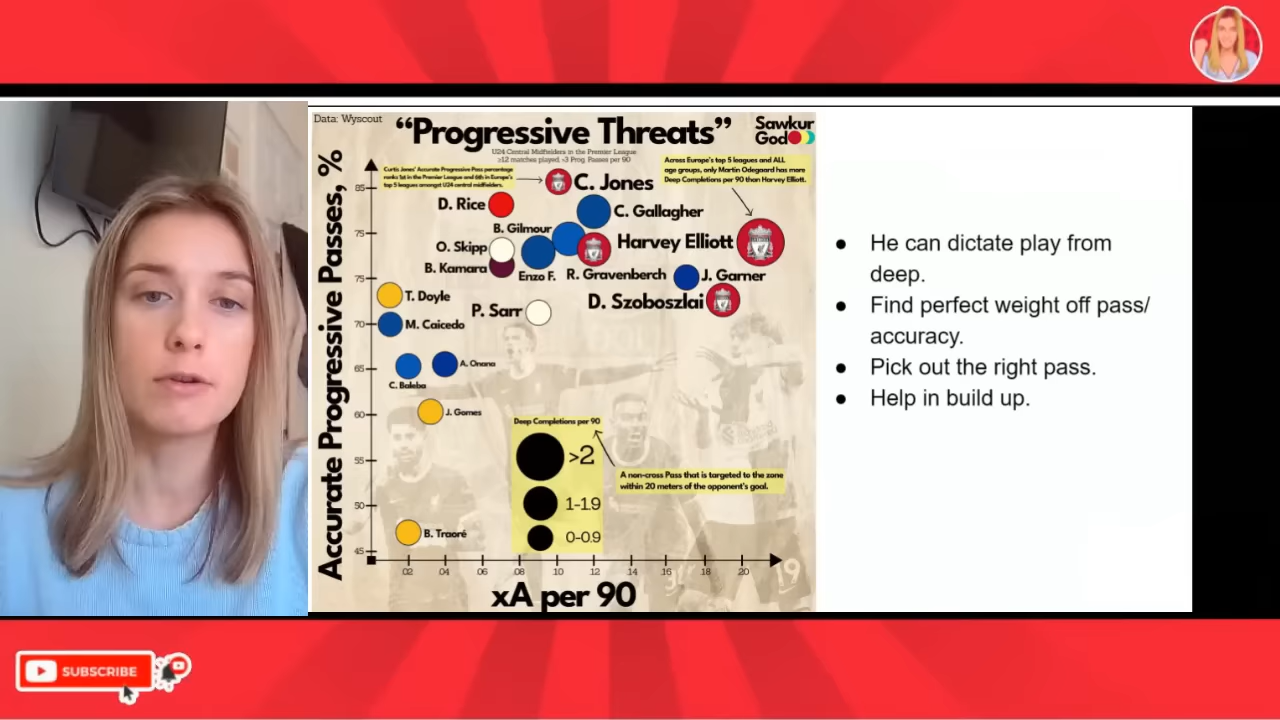 Data: Wyscout
“Progressive Threats”
Sawkur
God
U24 Central Midfielders in the Premier League
>12 matches played, >3 Prog. Passes per 90
Curtis Jones' Accurate Progressive Pass percentage
ranks 1st in the Premier League and 6th in Europe's
top 5 leagues amongst U24 central midfielders.
Across Europe's top 5 leagues and ALL
age groups, only Martin Odegaard has more
Deep Completions per 90 than Harvey Elliott.
Accurate Progressive Passes, %
85
75
75
70
65
60
55
50
45
C. Jones
D. Rice
C. Gallagher
B. Gilmour
Harvey Elliott
O. Skipp
B. Kamara
Enzo F.
R. Gravenberch
J. Garner
T. Doyle
D. Szoboszlai
P. Sarr
M. Caicedo
A. Onana
C. Baleba
J. Gomes
Deep Completions per 90
>2
1-1.9
0-0.9
A non-cross Pass that is targeted to the zone
within 20 meters of the opponent's goal.
B. Traoré
02 04 06 .08 .10 12 .14 .16 .18 .20
xA per 90
19
● He can dictate play from
deep.
● Find perfect weight off pass/
accuracy.
● Pick out the right pass.
● Help in build up.
SUBSCRIBE